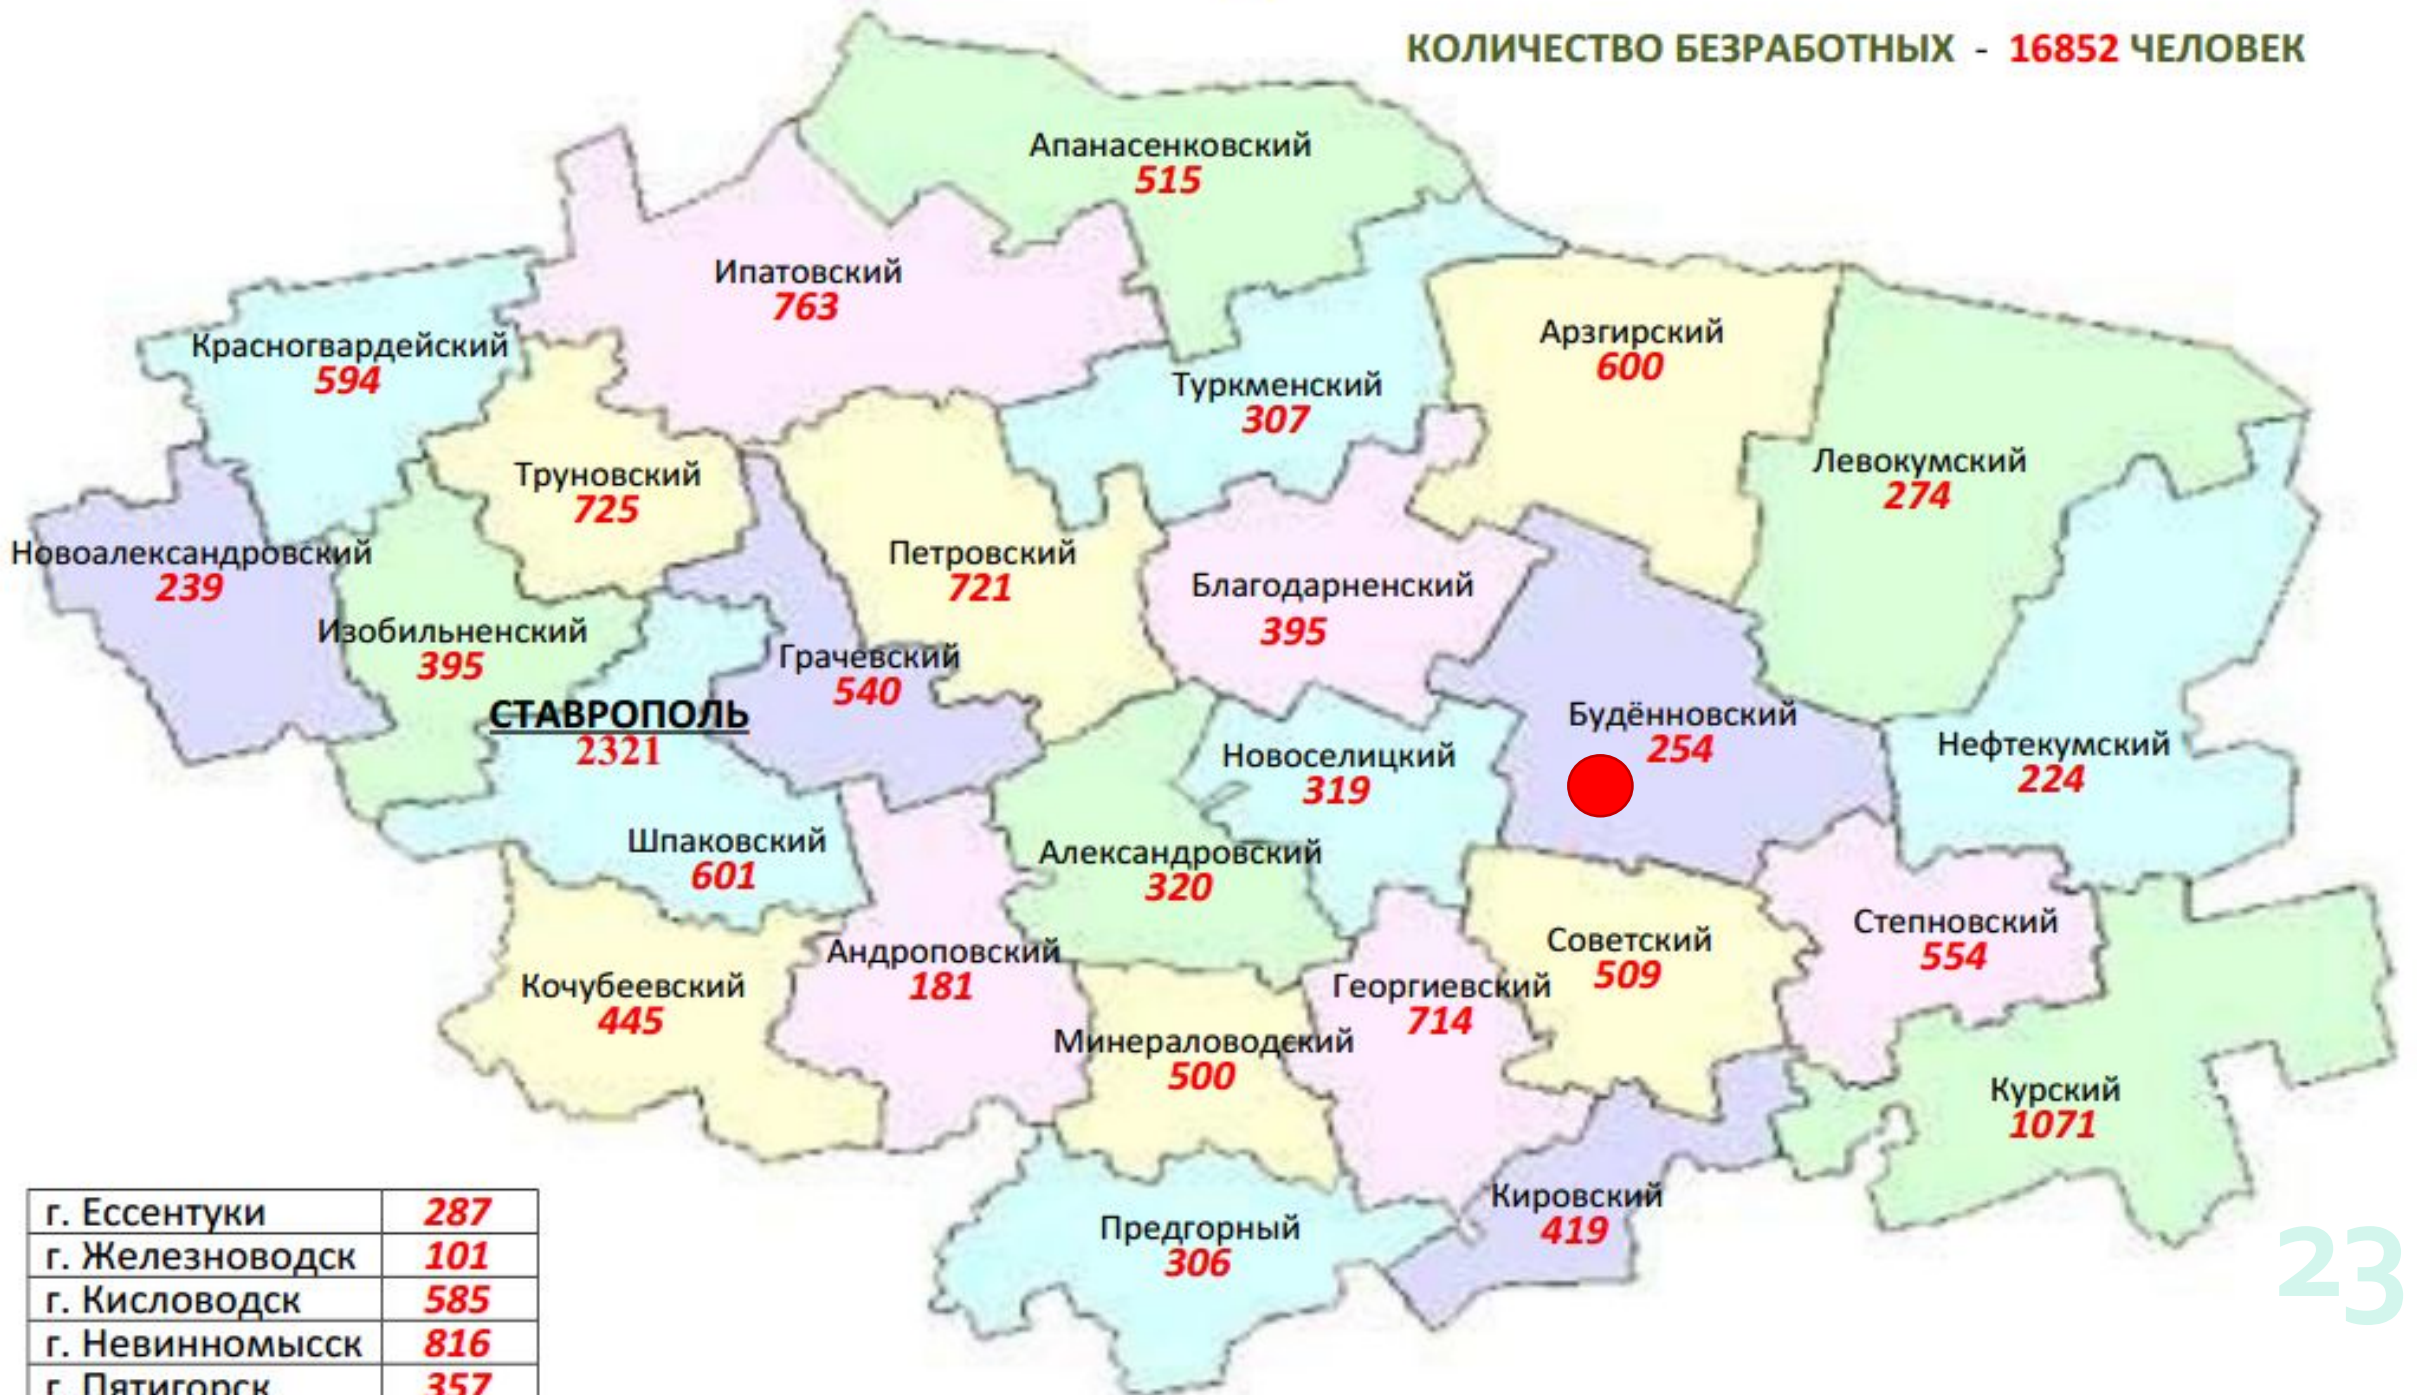 КОЛИЧЕСТВО БЕЗРАБОТНЫХ - 16852 ЧЕЛОВЕК
Апанасенковский
515
Ипатовский
763
Красногвардейский
594
Арзгирский
600
Туркменский
307
Левокумский
274
Труновский
725
Новоалександровский
239
Петровский
721
Благодарненский
395
Изобильненский
395
Грачевский
540
СТАВРОПОЛЬ
2321
Будённовский
254
Новоселицкий
319
Нефтекумский
224
Шпаковский
601
Александровский
320
Степновский
554
Советский
509
Андроповский
181
Кочубеевский
445
Георгиевский
714
Минераловодский
500
Курский
1071
Кировский
419
Предгорный
306
г. Ессентуки 287
г. Железноводск 101
г. Кисловодск 585
г. Невинномысск 816
г. Пятигорск 357
23